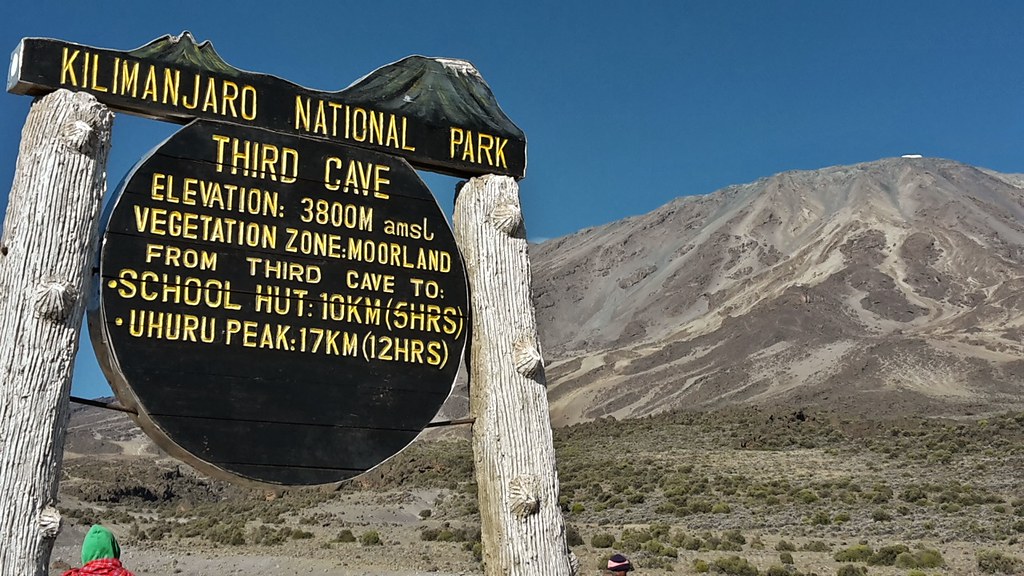 KILIMANJARO NATIONAL PARK
THIRD CAVE
ELEVATION: 3800M amsl
VEGETATION ZONE:MOORLAND
FROM THIRD CAVE TO:
•SCHOOL HUT: 10KM(5HRS)
•UHURU PEAK:17KM(12HRS)